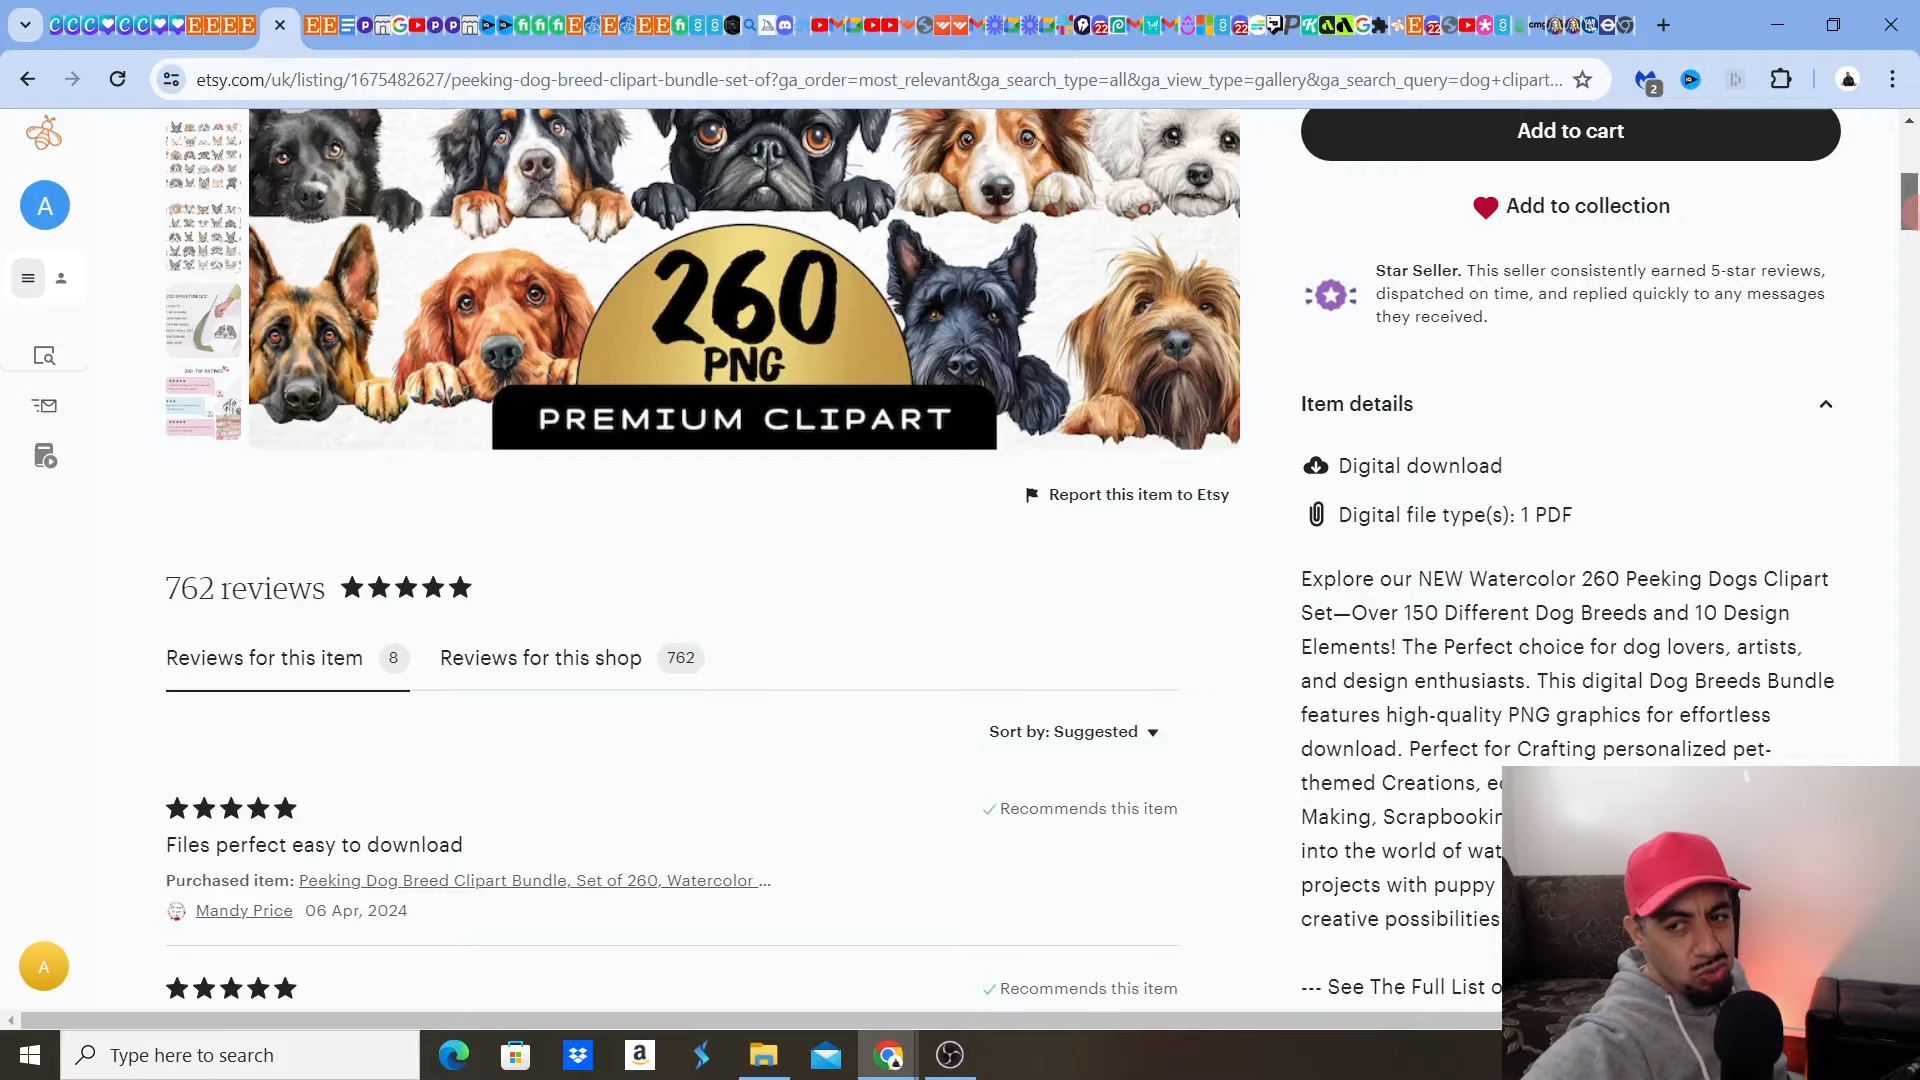 etsy.com/uk/listing/1675482627/peeking-dog-breed-clipart-bundle-set-of?ga_order=most_relevant&ga_search_type=all&ga_view_type=gallery&ga_search_query=dog+clipart...
2
A
260
PNG
PREMIUM CLIPART
Report this item to Etsy
762 reviews
Reviews for this item 8 Reviews for this shop 762
Sort by: Suggested
Recommends this item
Files perfect easy to download
Purchased item: Peeking Dog Breed Clipart Bundle, Set of 260, Watercolor ...
Mandy Price 06 Apr, 2024
Recommends this item
A
Add to cart
Add to collection
Star Seller. This seller consistently earned 5-star reviews,
dispatched on time, and replied quickly to any messages
they received.
Item details
Digital download
Digital file type(s): 1 PDF
Explore our NEW Watercolor 260 Peeking Dogs Clipart
Set—Over 150 Different Dog Breeds and 10 Design
Elements! The Perfect choice for dog lovers, artists,
and design enthusiasts. This digital Dog Breeds Bundle
features high-quality PNG graphics for effortless
download. Perfect for Crafting personalized pet-
themed Creations,
Making,
into the world of
projects with puppy
creative possibilities
--- See The Full List
Type here to search